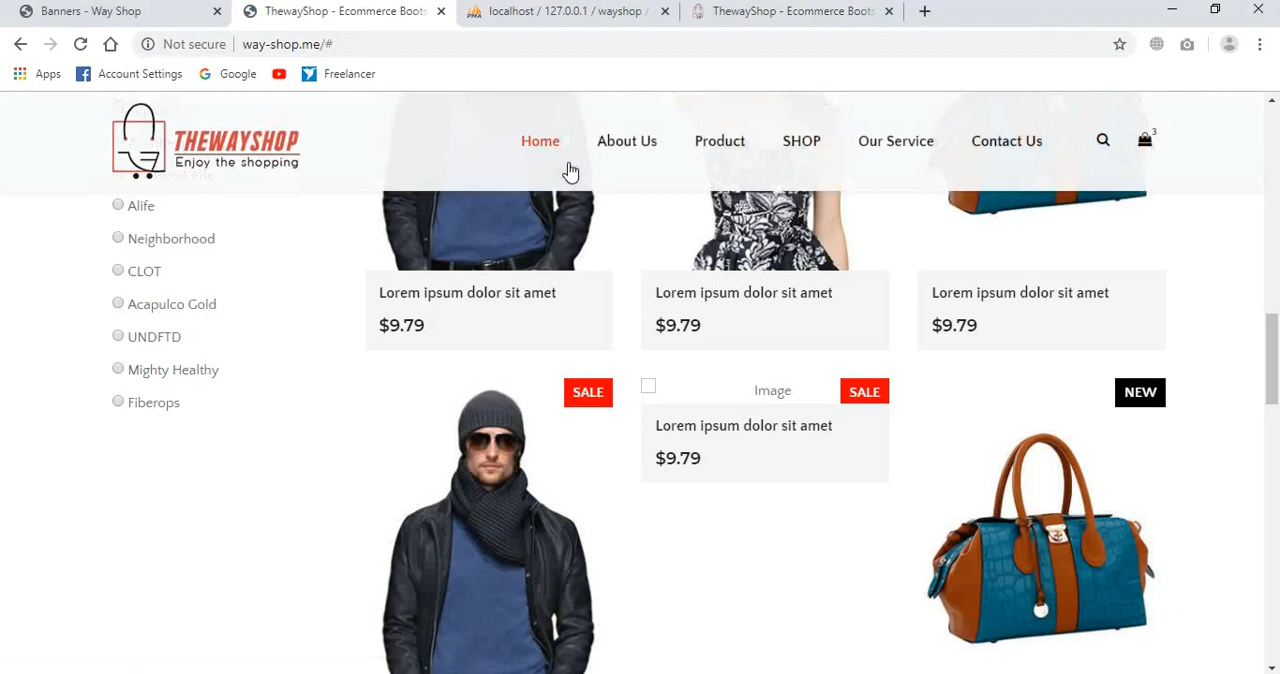 Banners - Way Shop
ThewayShop - Ecommerce Boots
localhost / 127.0.0.1 / wayshop /
ThewayShop - Ecommerce Boots
Not secure
way-shop.me/#
Apps
Account Settings
Google
Freelancer
THEWAYSHOP
Enjoy the shopping
Home
About Us
Product
SHOP
Our Service
Contact Us
3
Alife
Neighborhood
CLOT
Acapulco Gold
UNDFTD
Mighty Healthy
Fiberops
Lorem ipsum dolor sit amet
$9.79
Lorem ipsum dolor sit amet
$9.79
Lorem ipsum dolor sit amet
$9.79
SALE
Image
SALE
Lorem ipsum dolor sit amet
$9.79
NEW